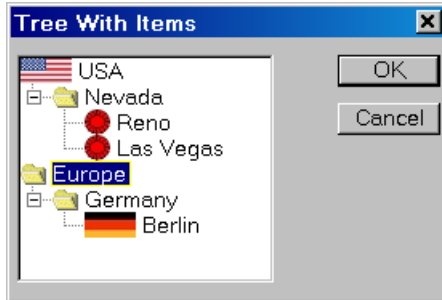 Tree With Items
USA
OK
Nevada
Reno
Cancel
Las Vegas
Europe
Germany
Berlin